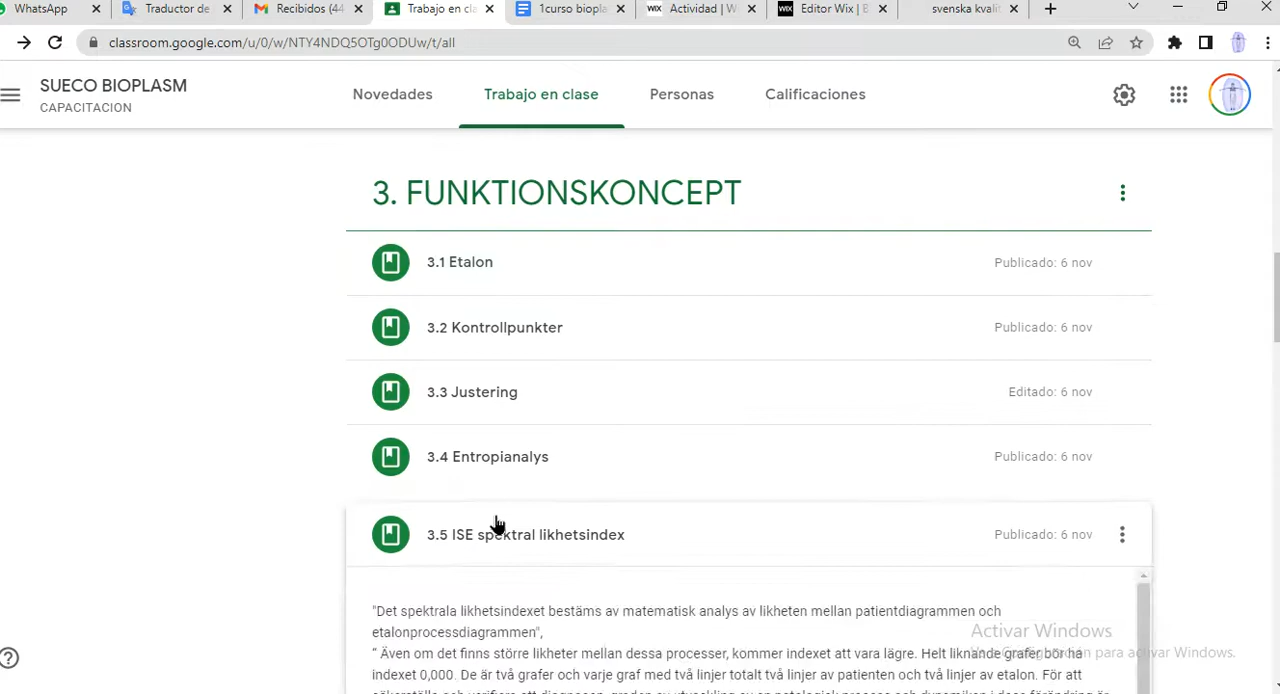 WhatsApp
Traductor de
Recibidos (44
Trabajo en cla
1curso biopla
Actividad | W
Editor Wix | B
svenska kvalit
classroom.google.com/u/0/w/NTY4NDQ5OTg0ODUw/t/all
SUECO BIOPLASM
CAPACITACION
Novedades
Trabajo en clase
Personas
Calificaciones
3. FUNKTIONSKONCEPT
3.1 Etalon
Publicado: 6 nov
3.2 Kontrollpunkter
Publicado: 6 nov
3.3 Justering
Editado: 6 nov
3.4 Entropianalys
Publicado: 6 nov
3.5 ISE spektral likhetsindex
Publicado: 6 nov
"Det spektrala likhetsindexet bestäms av matematisk analys av likheten mellan patientdiagrammen och
etalonprocessdiagrammen",
“ Även om det finns större likheter mellan dessa processer, kommer indexet att vara lägre. Helt liknande grafer bör ha
indexet 0,000. De är två grafer och varje graf med två linjer totalt två linjer av patienten och två linjer av etalon. För att
Activar Windows
para activar Windows.